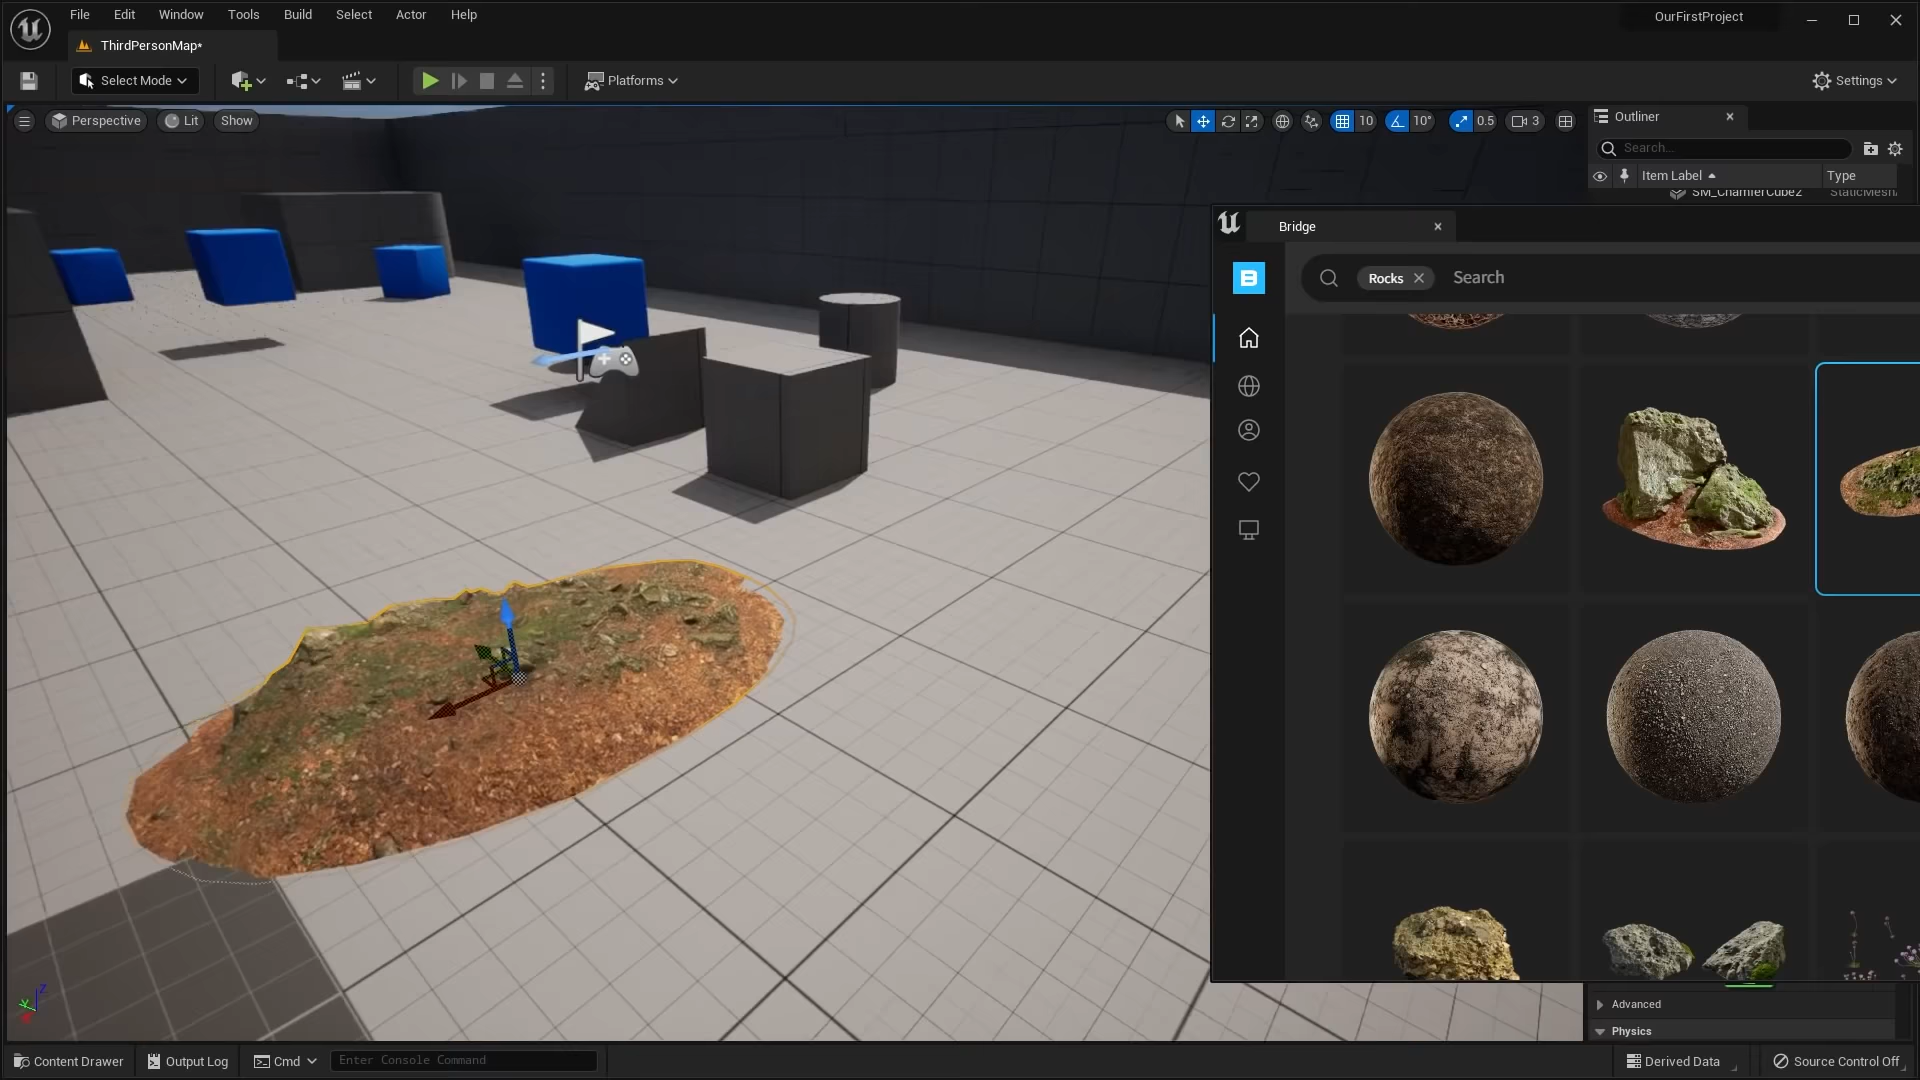 File Edit Window Tools Build Select Actor Help
OurFirstProject
ThirdPersonMap*
Select Mode
Platforms
Settings
Perspective Lit Show
10 10° 0.5 3
Outliner
Search...
Item Label Type
SM_ChamferCube2 StaticMesh
Bridge
Rocks Search
Advanced
Physics
Content Drawer Output Log Cmd Enter Console Command
Derived Data Source Control Off
Z
Y